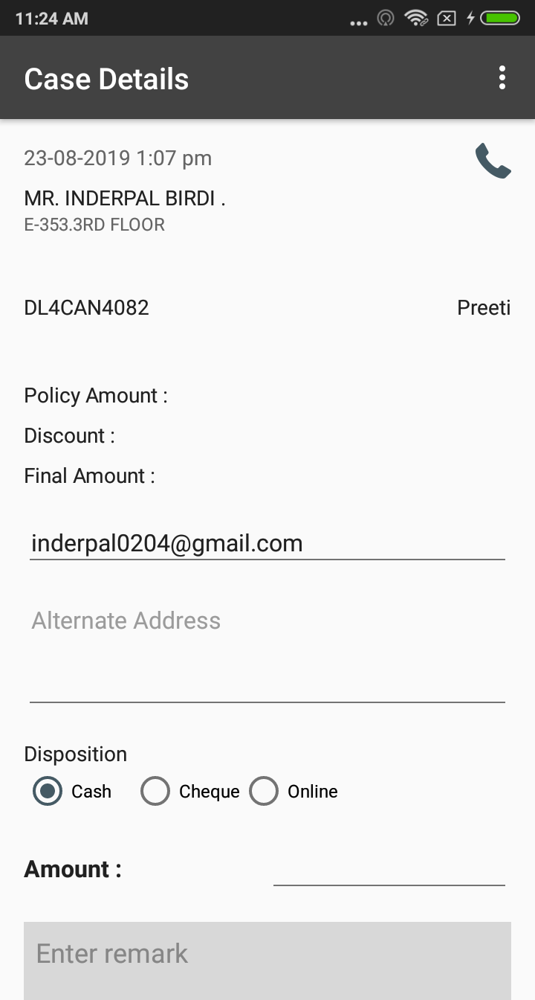 11:24 AM
Case Details
23-08-2019 1:07 pm
MR. INDERPAL BIRDI .
E-353.3RD FLOOR
DL4CAN4082 Preeti
Policy Amount :
Discount :
Final Amount :
inderpal0204@gmail.com
Alternate Address
Disposition
Cash Cheque Online
Amount :
Enter remark